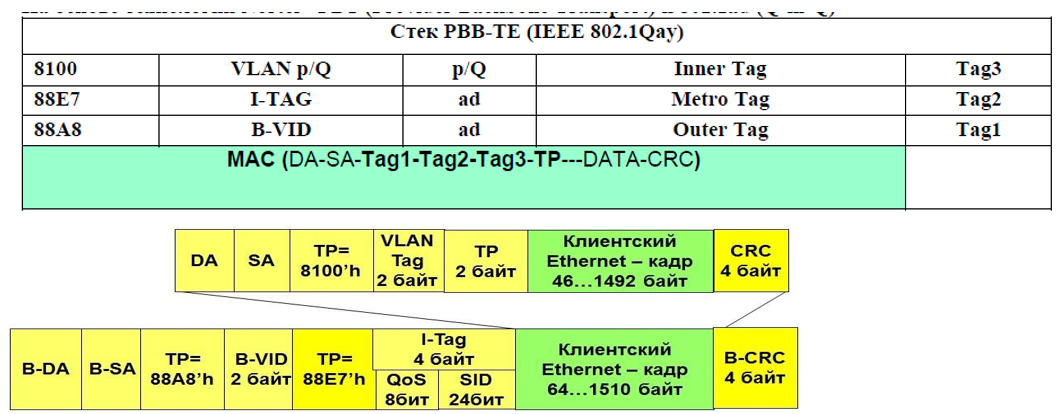 Стек PBB-TE (IEEE 802.1Qay)
8100 VLAN p/Q p/Q Inner Tag Tag3
88E7 I-TAG ad Metro Tag Tag2
88A8 B-VID ad Outer Tag Tag1
MAC (DA-SA-Tag1-Tag2-Tag3-TP---DATA-CRC)
DA
SA
TP=
8100'h
VLAN
Tag
2 байт
TP
2 байт
Клиентский
Ethernet – кадр
46…1492 байт
CRC
4 байт
B-DA
B-SA
TP=
88A8'h
B-VID
2 байт
TP=
88E7'h
I-Tag
4 байт
QoS
8бит
SID
24бит
Клиентский
Ethernet – кадр
64…1510 байт
B-CRC
4 байт